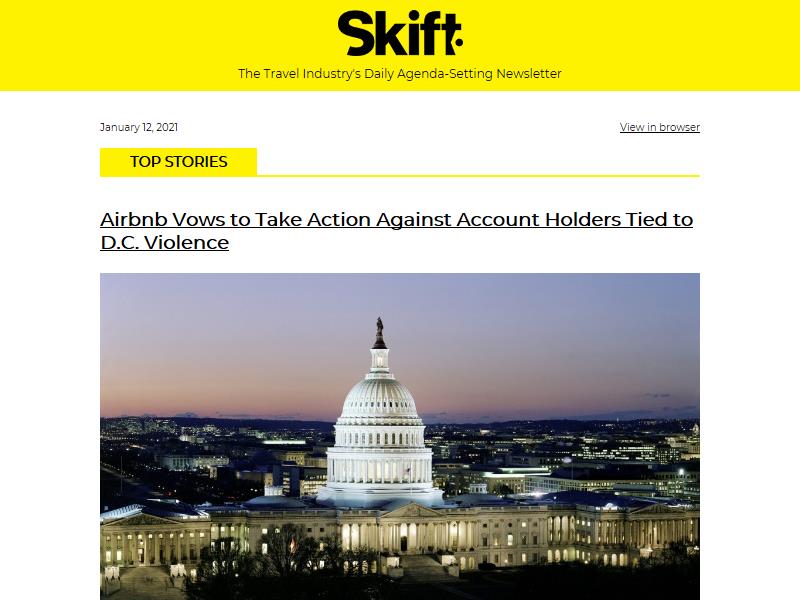 Skift.
The Travel Industry's Daily Agenda-Setting Newsletter
January 12, 2021
View in browser
TOP STORIES
Airbnb Vows to Take Action Against Account Holders Tied to
D.C. Violence